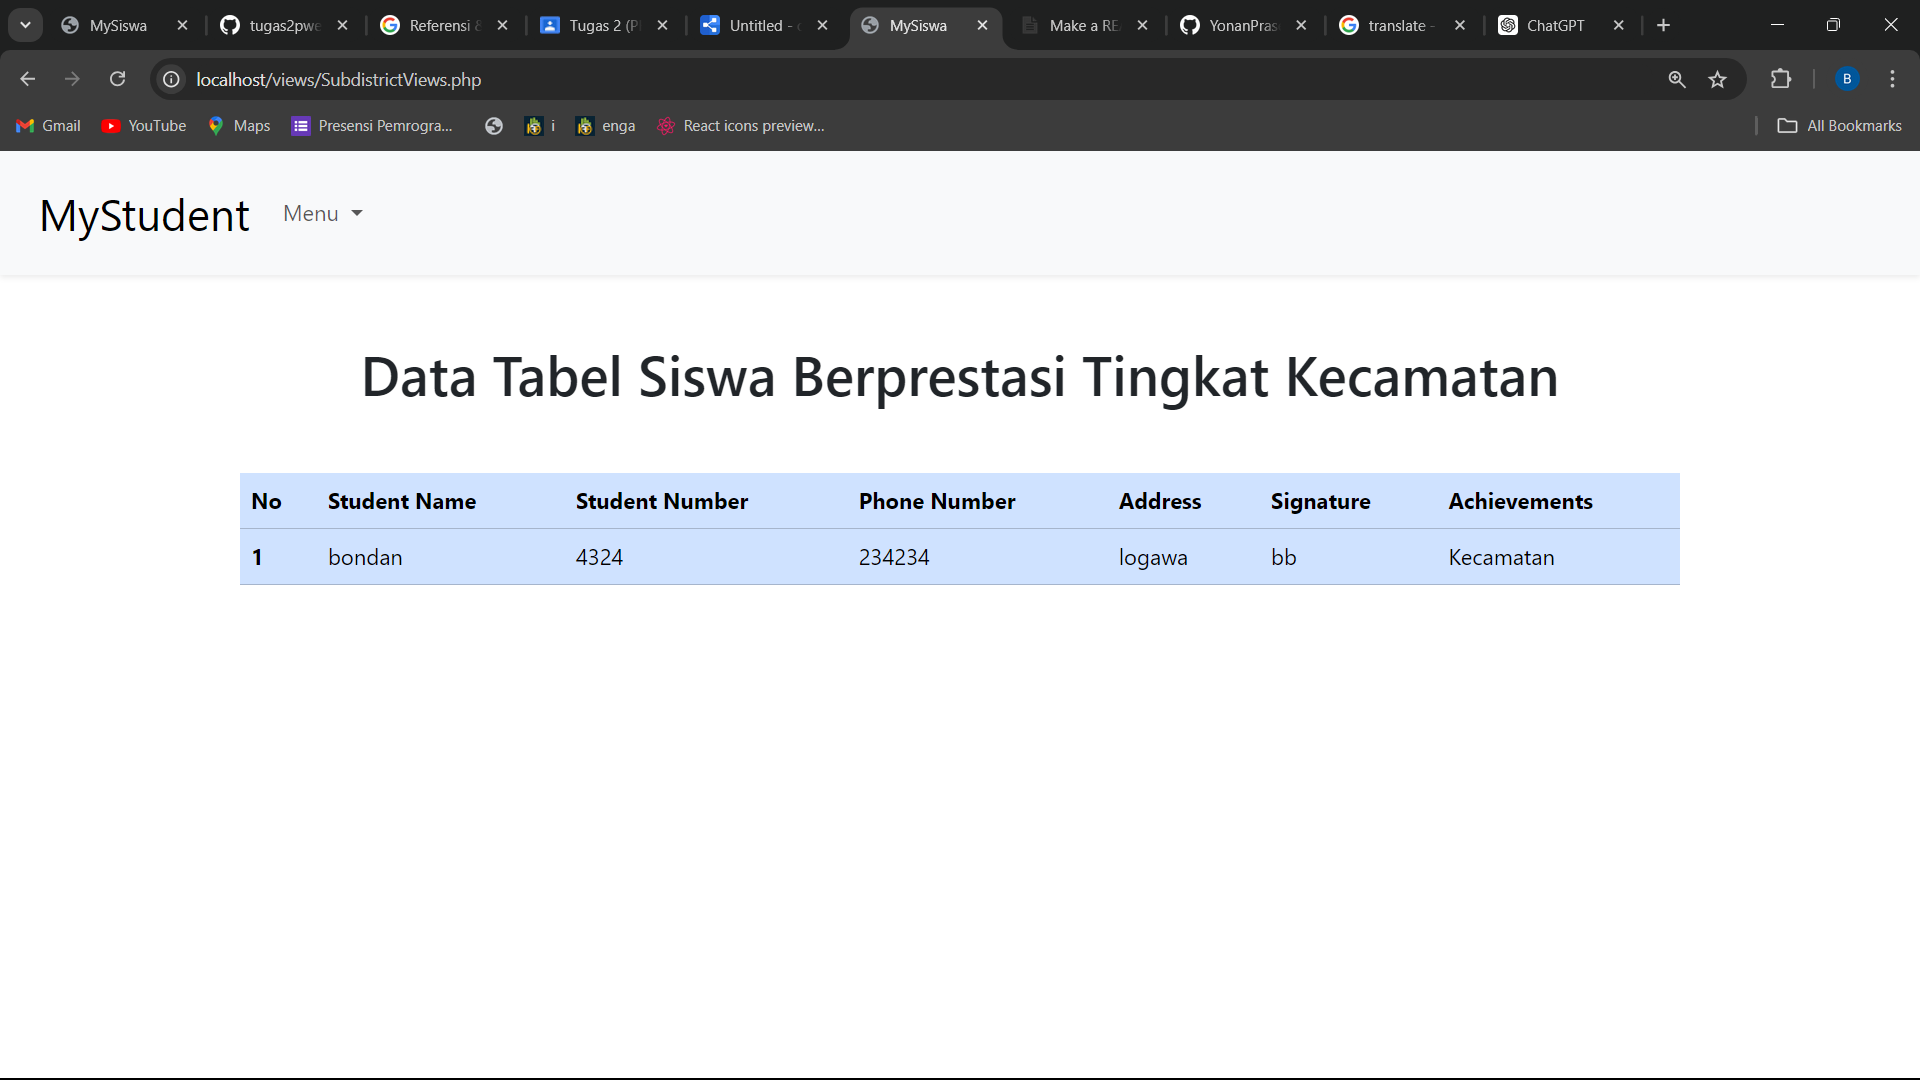 MySiswa tugas2pwe Referensi & Tugas 2 (P Untitled - MySiswa Make a RE YonanPras translate - ChatGPT
localhost/views/SubdistrictViews.php B
Gmail YouTube Maps Presensi Pemrogra... i enga React icons preview... All Bookmarks
MyStudent Menu
Data Tabel Siswa Berprestasi Tingkat Kecamatan
No Student Name Student Number Phone Number Address Signature Achievements
1 bondan 4324 234234 logawa bb Kecamatan